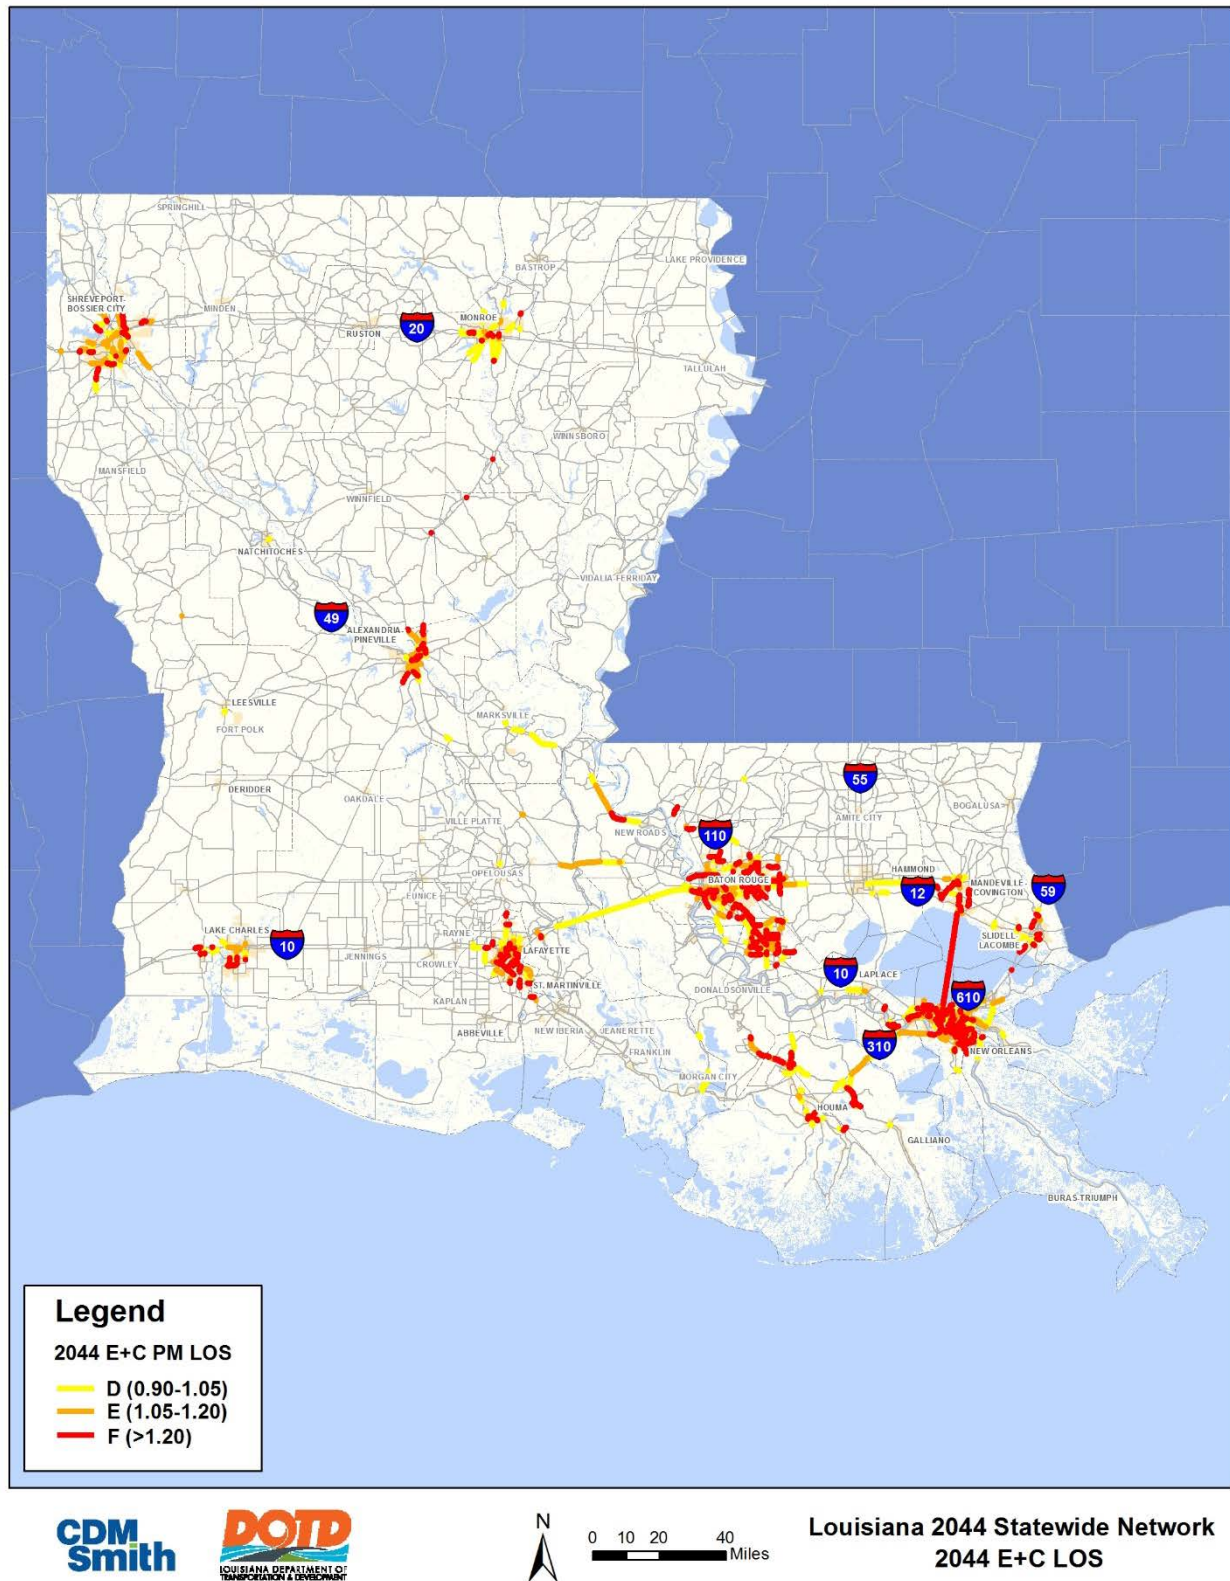 SPRINGHILL
BASTROP
LAKE PROVIDENCE
SHREVEPORT-
BOSSIER CITY
MINDEN
RUSTON
20
MONROE
TALLULAH
WINNSBORO
MANSFIELD
WINNFIELD
NATCHITOCHES
VIDALIA-FERRIDAY
49
ALEXANDRIA-
PINEVILLE
LEESVILLE
FORT POLK
MARKSVILLE
55
DERIDDER
OAKDALE
BOGALUSA
AMITE CITY
VILLE PLATTE
NEW ROADS
110
OPELOUSAS
BATON ROUGE
HAMMOND
12
MANDEVILLE-
COVINGTON
59
EUNICE
LAKE CHARLES
10
RAYNE
LAFAYETTE
SLIDELL-
LACOMBE
JENNINGS
CROWLEY
10
LAPLACE
ST. MARTINVILLE
DONALDSONVILLE
610
KAPLAN
ABBEVILLE
NEW IBERIA
JEANERETTE
310
NEW ORLEANS
FRANKLIN
MORGAN CITY
HOUMA
GALLIANO
BURAS-TRIUMPH
Legend
2044 E+C PM LOS
D (0.90-1.05)
E (1.05-1.20)
F (>1.20)
CDM
Smith
DOTD
LOUISIANA DEPARTMENT OF
TRANSPORTATION & DEVELOPMENT
N
0 10 20 40
Miles
Louisiana 2044 Statewide Network
2044 E+C LOS